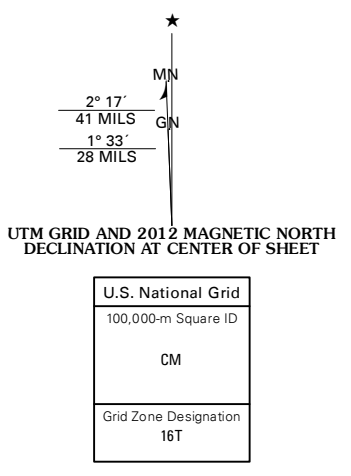 ★
MN
2° 17´
41 MILS
GN
1° 33´
28 MILS
UTM GRID AND 2012 MAGNETIC NORTH
DECLINATION AT CENTER OF SHEET
U.S. National Grid
100,000-m Square ID
CM
Grid Zone Designation
16T